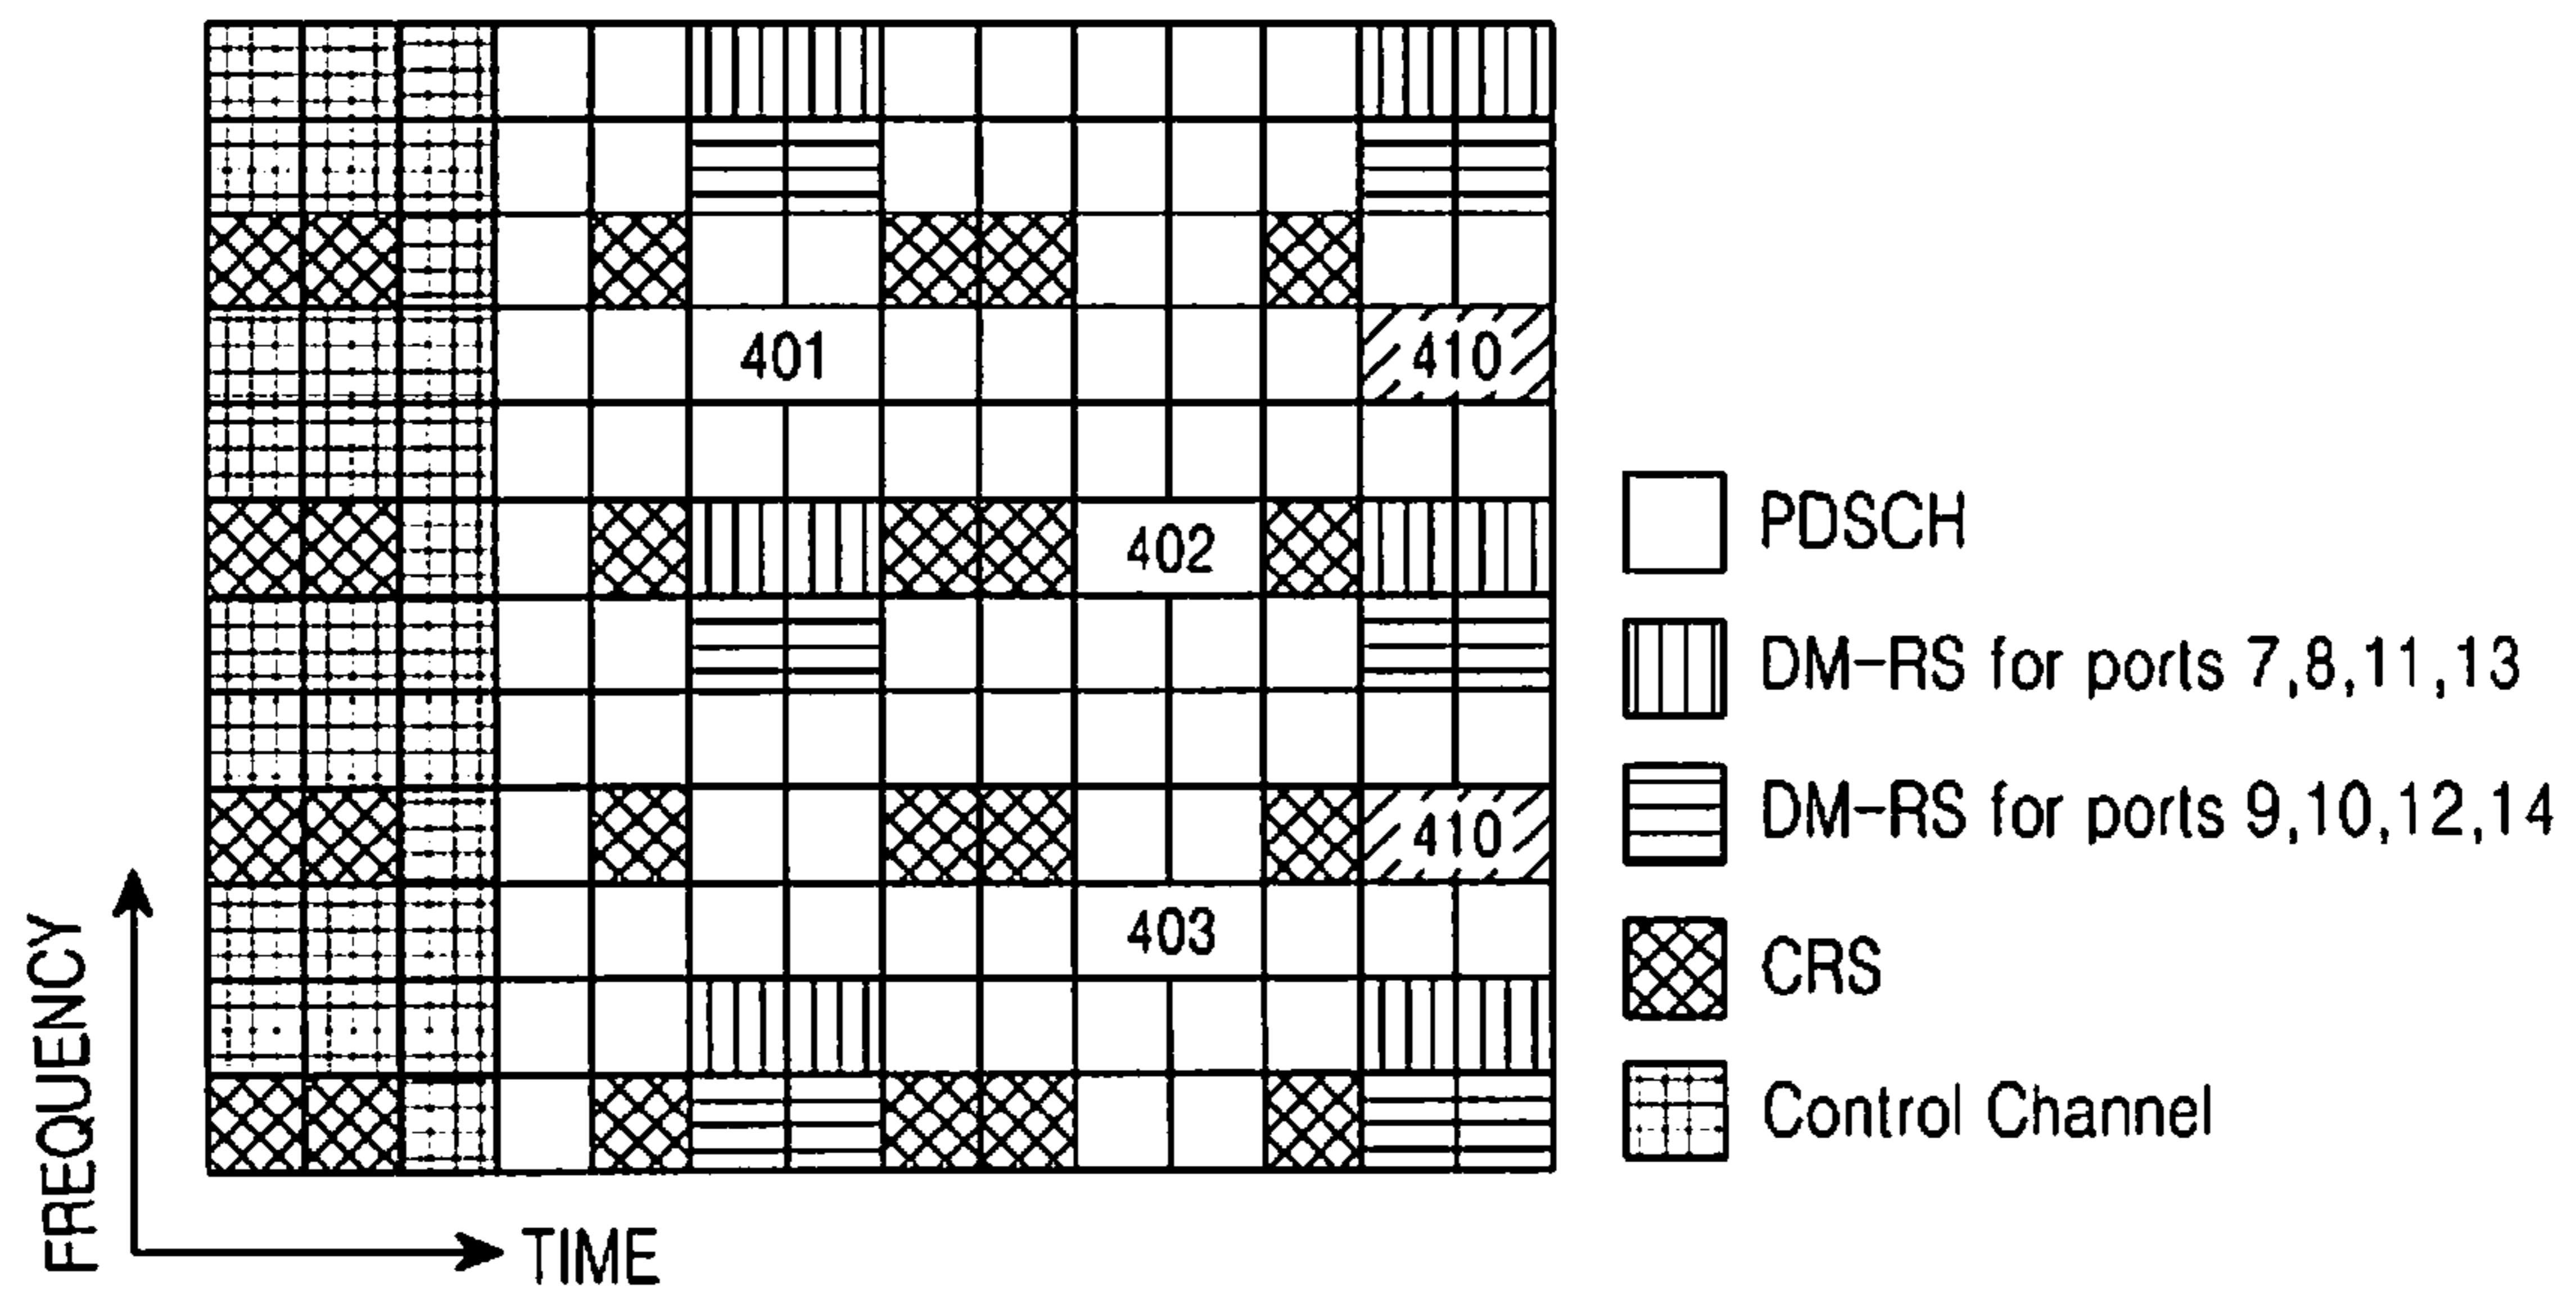 401
410
402
410
403
PDSCH
DM-RS for ports 7,8,11,13
DM-RS for ports 9,10,12,14
CRS
Control Channel
FREQUENCY
TIME